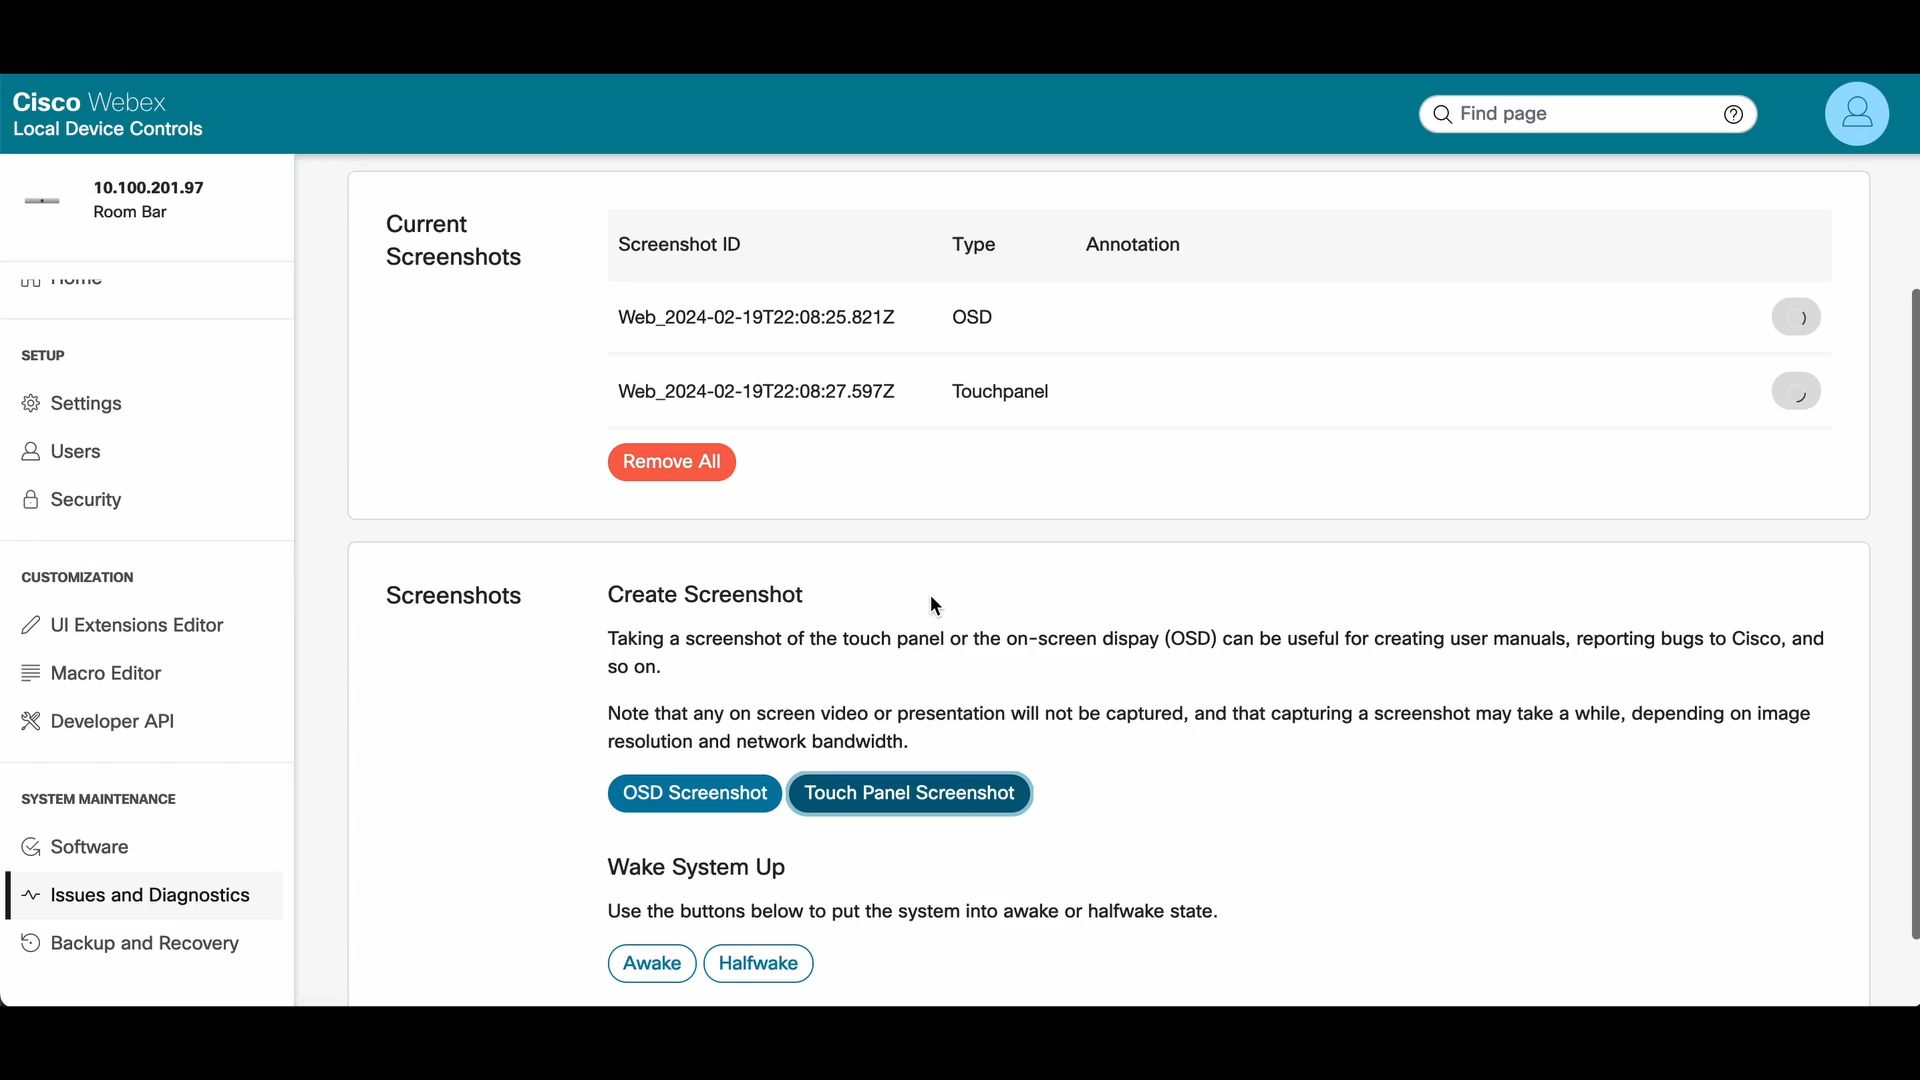 Cisco Webex
Local Device Controls
Find page
10.100.201.97
Room Bar
Home
SETUP
Settings
Users
Security
CUSTOMIZATION
UI Extensions Editor
Macro Editor
Developer API
SYSTEM MAINTENANCE
Software
Issues and Diagnostics
Backup and Recovery
Current
Screenshots
Screenshot ID Type Annotation
Web_2024-02-19T22:08:25.821Z OSD
Web_2024-02-19T22:08:27.597Z Touchpanel
Remove All
Screenshots
Create Screenshot
Taking a screenshot of the touch panel or the on-screen dispay (OSD) can be useful for creating user manuals, reporting bugs to Cisco, and
so on.
Note that any on screen video or presentation will not be captured, and that capturing a screenshot may take a while, depending on image
resolution and network bandwidth.
OSD Screenshot Touch Panel Screenshot
Wake System Up
Use the buttons below to put the system into awake or halfwake state.
Awake Halfwake